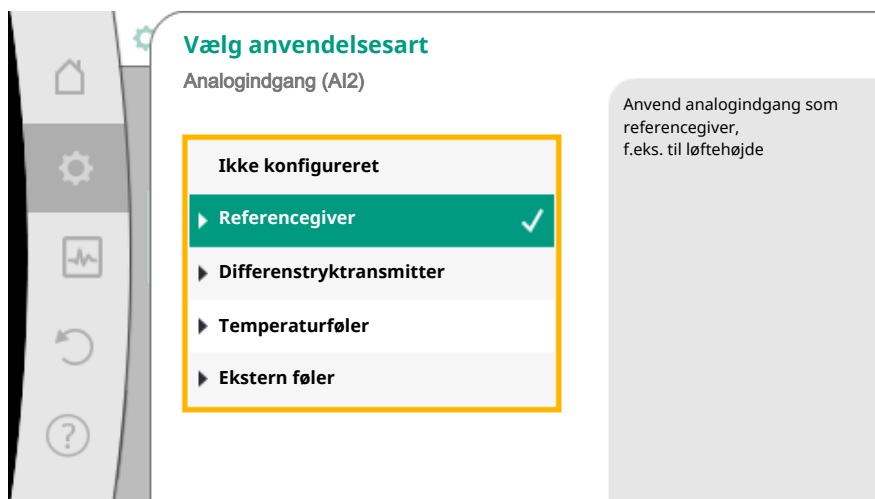 Vælg anvendelsesart
Analogindgang (AI2)
Ikke konfigureret
Referencegiver
Differenstryktransmitter
Temperaturføler
Ekstern føler
Anvend analogindgang som
referencegiver,
f.eks. til løftehøjde
?